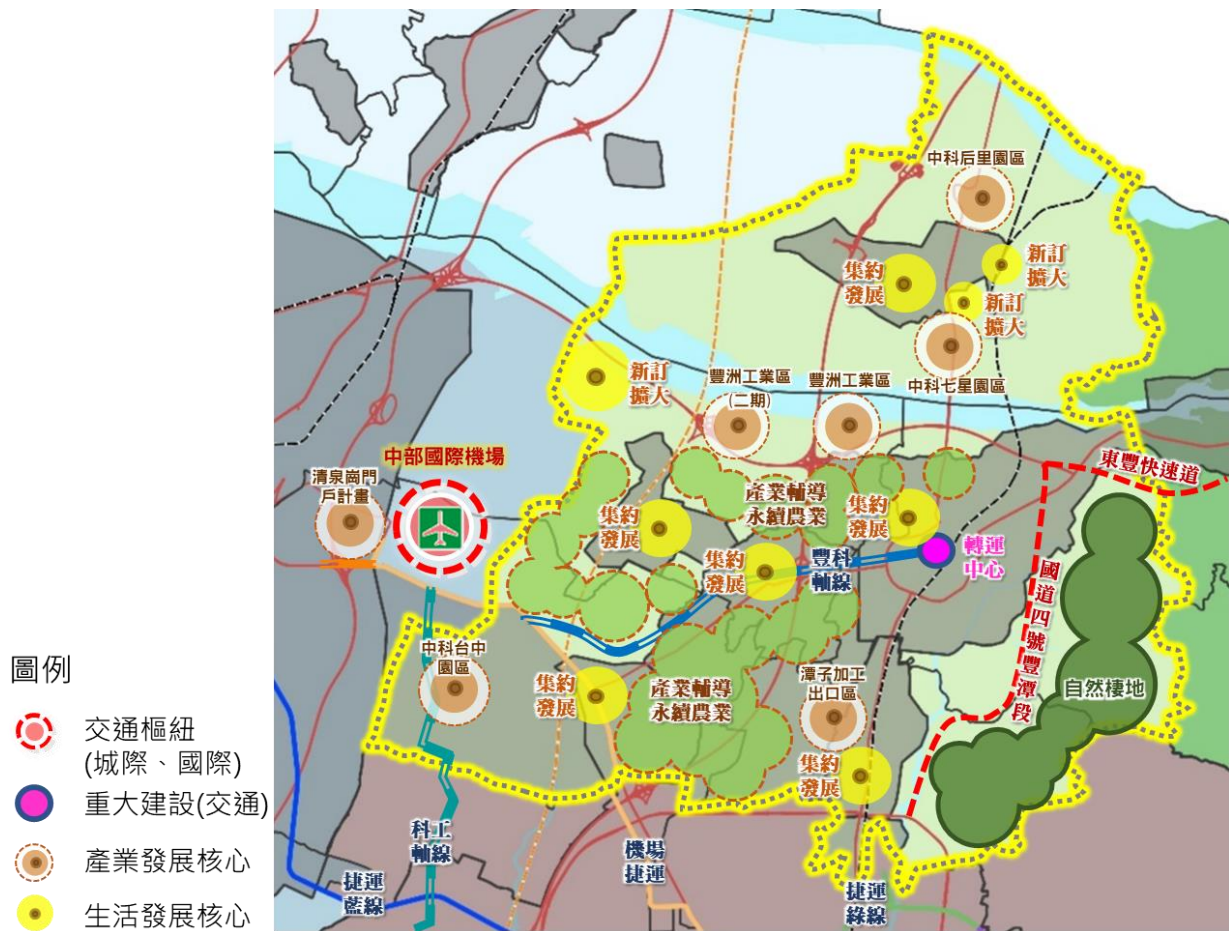 中科后里園區
新訂
擴大
集約
發展
新訂
擴大
中科七星園區
新訂
擴大
豐洲工業區
(二期)
豐洲工業區
中部國際機場
清泉崗門
戶計畫
東豐快速道
產業輔導
永續農業
集約
發展
集約
發展
集約
發展
豐科
軸線
轉運
中心
國道四號豐潭段
中科台中
園區
集約
發展
產業輔導
永續農業
潭子加工
出口區
自然棲地
集約
發展
科工
軸線
機場
捷運
捷運
藍線
捷運
綠線
圖例
交通樞紐
(城際、國際)
重大建設(交通)
產業發展核心
生活發展核心